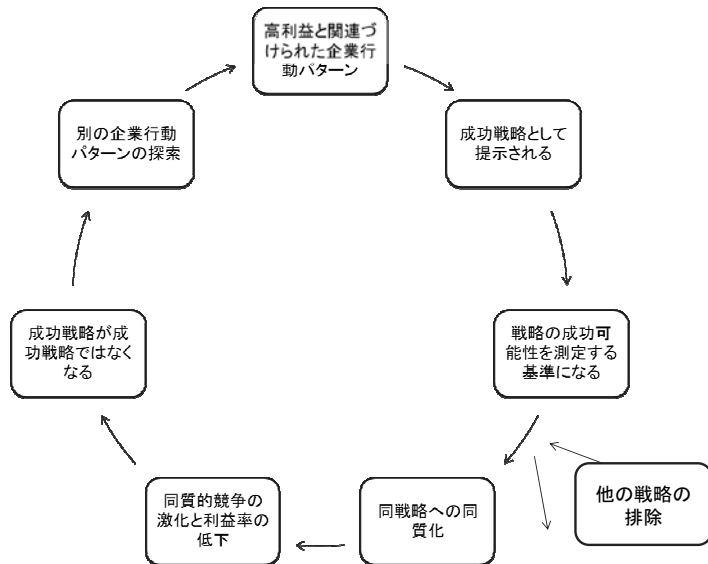 高利益と関連づ
けられた企業行
動パターン
成功戦略として
提示される
戦略の成功可
能性を測定する
基準になる
他の戦略の
排除
同戦略への同
質化
同質的競争の
激化と利益率の
低下
成功戦略が成
功戦略ではなく
なる
別の企業行動
パターンの探索